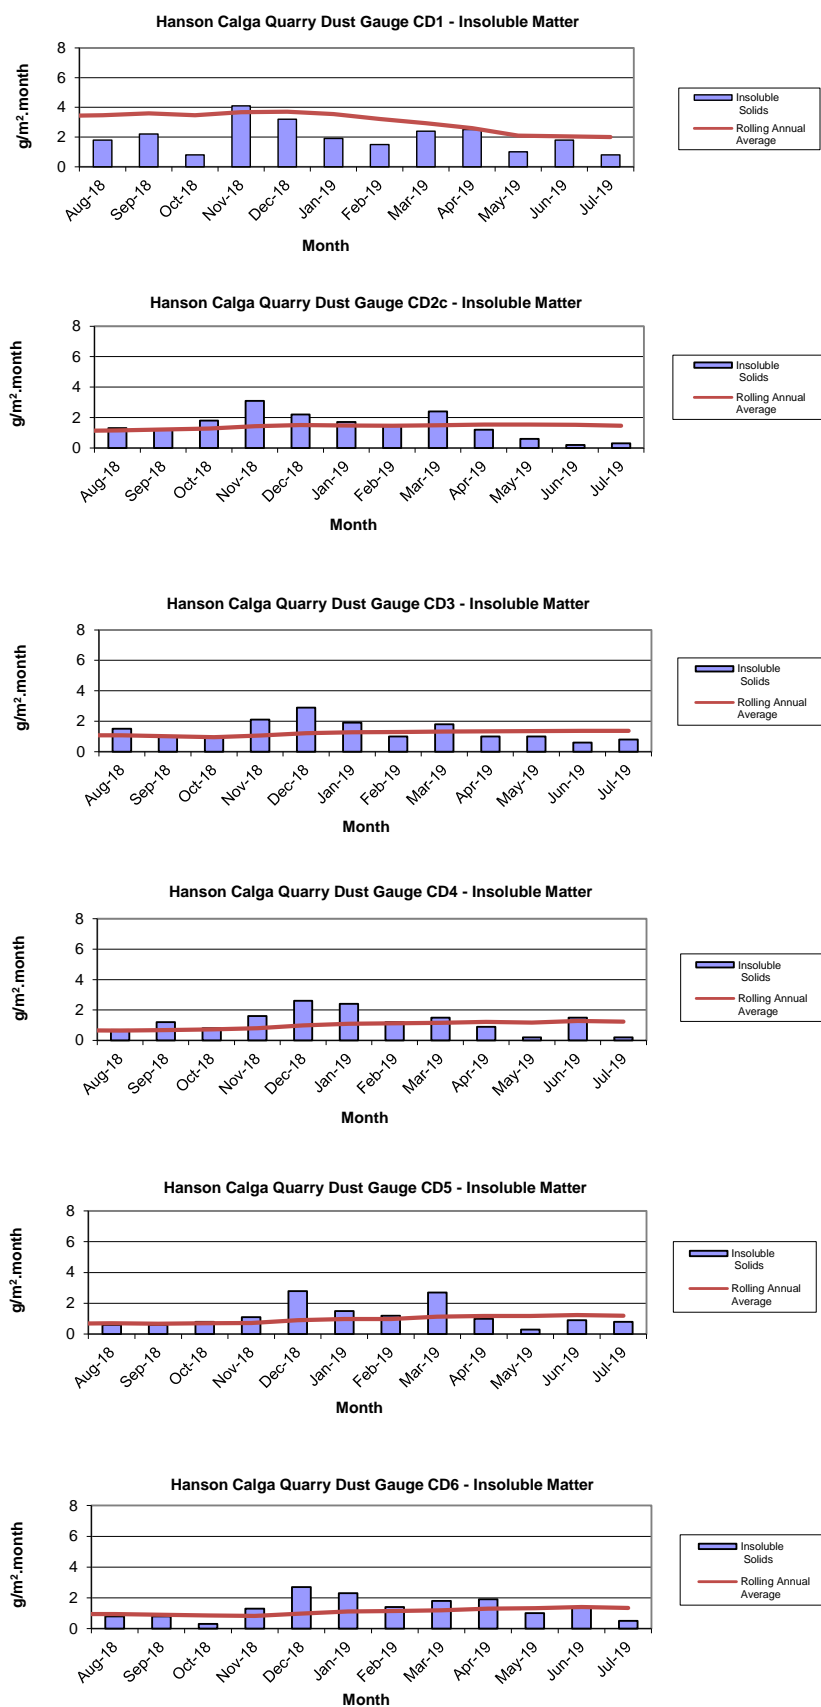 Hanson Calga Quarry Dust Gauge CD1 - Insoluble Matter
8
6
4
2
0
g/m².month
Aug-18
Sep-18
Oct-18
Nov-18
Dec-18
Jan-19
Feb-19
Mar-19
Apr-19
May-19
Jun-19
Jul-19
Month
Insoluble
Solids
Rolling Annual
Average
Hanson Calga Quarry Dust Gauge CD2c - Insoluble Matter
8
6
4
2
0
g/m².month
Aug-18
Sep-18
Oct-18
Nov-18
Dec-18
Jan-19
Feb-19
Mar-19
Apr-19
May-19
Jun-19
Jul-19
Month
Insoluble
Solids
Rolling Annual
Average
Hanson Calga Quarry Dust Gauge CD3 - Insoluble Matter
8
6
4
2
0
g/m².month
Aug-18
Sep-18
Oct-18
Nov-18
Dec-18
Jan-19
Feb-19
Mar-19
Apr-19
May-19
Jun-19
Jul-19
Month
Insoluble
Solids
Rolling Annual
Average
Hanson Calga Quarry Dust Gauge CD4 - Insoluble Matter
8
6
4
2
0
g/m².month
Aug-18
Sep-18
Oct-18
Nov-18
Dec-18
Jan-19
Feb-19
Mar-19
Apr-19
May-19
Jun-19
Jul-19
Month
Insoluble
Solids
Rolling Annual
Average
Hanson Calga Quarry Dust Gauge CD5 - Insoluble Matter
8
6
4
2
0
g/m².month
Aug-18
Sep-18
Oct-18
Nov-18
Dec-18
Jan-19
Feb-19
Mar-19
Apr-19
May-19
Jun-19
Jul-19
Month
Insoluble
Solids
Rolling Annual
Average
Hanson Calga Quarry Dust Gauge CD6 - Insoluble Matter
8
6
4
2
0
g/m².month
Aug-18
Sep-18
Oct-18
Nov-18
Dec-18
Jan-19
Feb-19
Mar-19
Apr-19
May-19
Jun-19
Jul-19
Month
Insoluble
Solids
Rolling Annual
Average